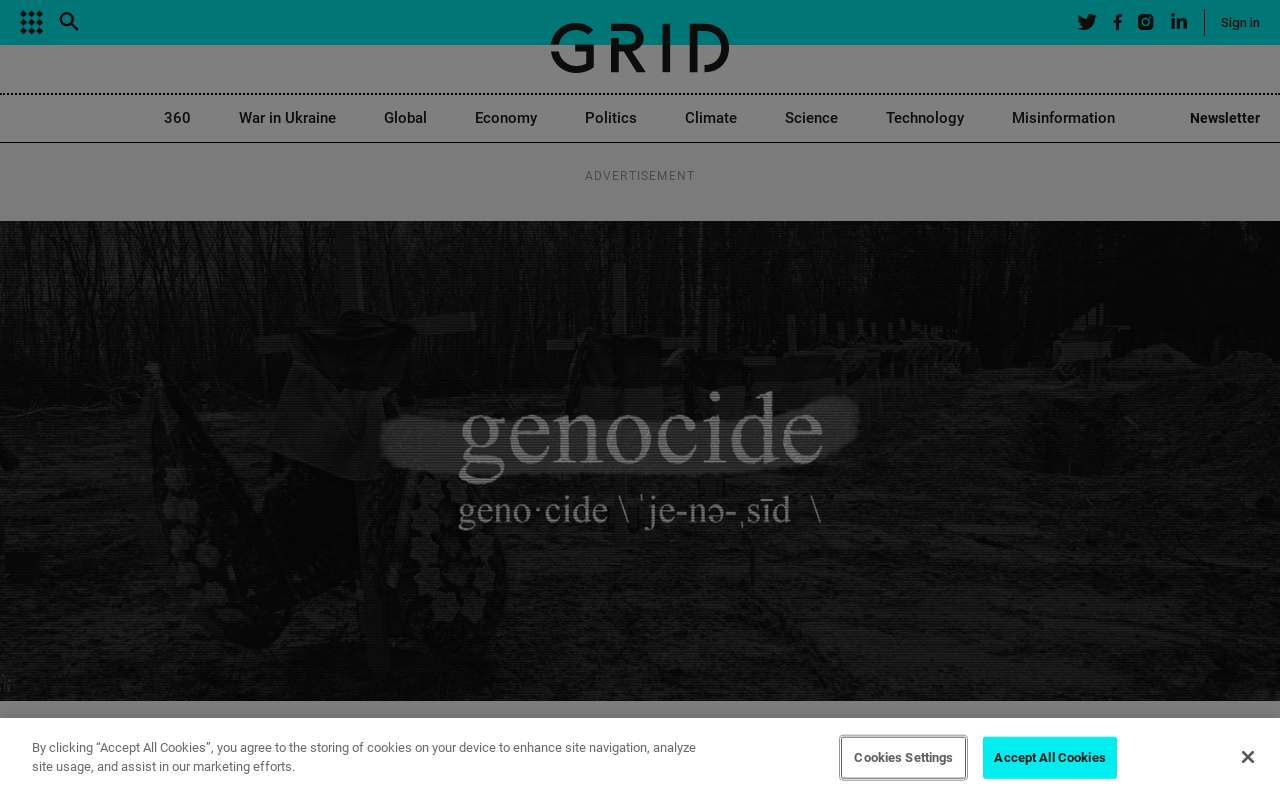 Sign in
GRID
360 War in Ukraine Global Economy Politics Climate Science Technology Misinformation Newsletter
ADVERTISEMENT
genocide
geno·cide \ ˈje-nə-ˌsīd \
By clicking “Accept All Cookies”, you agree to the storing of cookies on your device to enhance site navigation, analyze
site usage, and assist in our marketing efforts.
Cookies Settings
Accept All Cookies